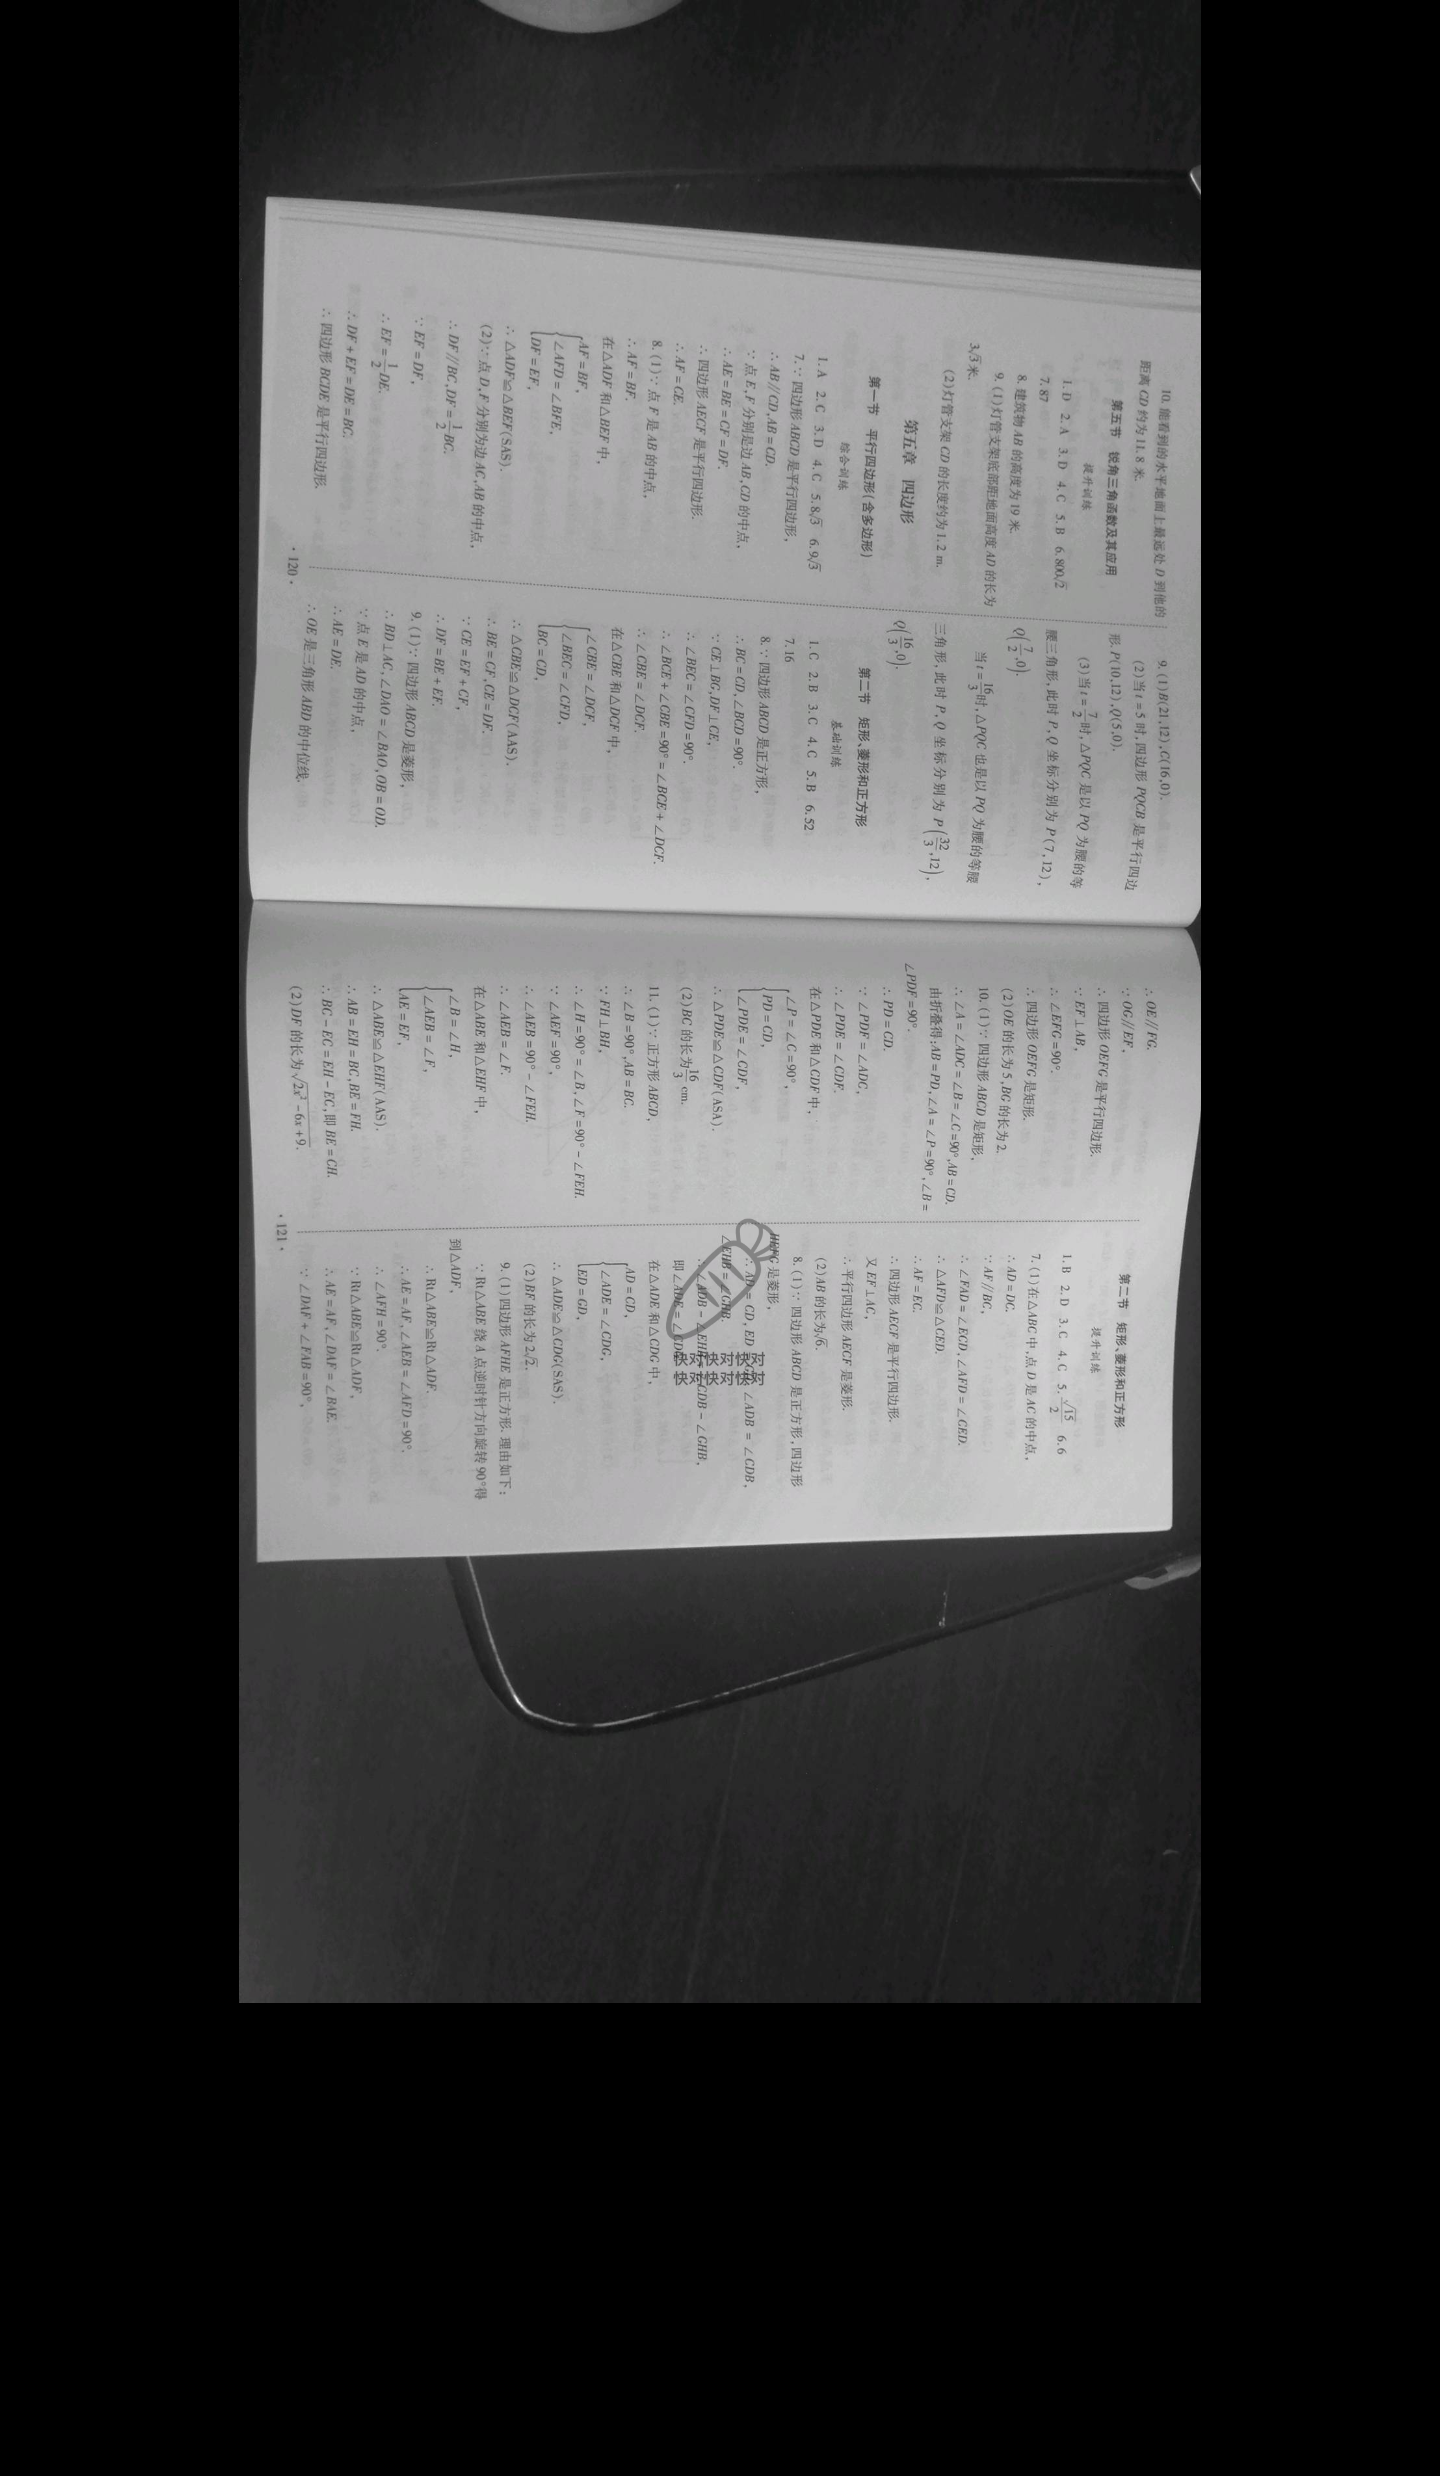 10. 能看到的水平地面上最远处 D 到他的
距离 CD 约为 11.8 米.
第五节 锐角三角函数及其应用
提升训练
1. D 2. A 3. D 4. C 5. B 6. 800√2
7. 87
8. 建筑物 AB 的高度为 19 米.
9. (1)灯管支架底部距地面高度 AD 的长为
3√3米.
(2)灯管支架 CD 的长度约为 1.2 m.
第五章 四边形
第一节 平行四边形(含多边形)
综合训练
1. A 2. C 3. D 4. C 5. 8√3 6. 9√3
7. ∵四边形 ABCD 是平行四边形,
∴AB∥CD,AB=CD.
∵点 E,F 分别是边 AB,CD 的中点,
∴AE=BE=CF=DF.
∴四边形 AECF 是平行四边形.
∴AF=CE.
8. (1)∵点 F 是 AB 的中点,
∴AF=BF.
在△ADF 和△BEF 中,
AF=BF,
∠AFD=∠BFE,
DF=EF,
∴△ADF≌△BEF(SAS).
(2)∵点 D,F 分别为边 AC,AB 的中点,
∴DF∥BC,DF=1/2BC.
∵EF=DF,
∴EF=1/2DE.
∴DF+EF=DE=BC.
∴四边形 BCDE 是平行四边形.
· 120 ·
9. (1)B(21,12),C(16,0).
(2)当 t=5 时,四边形 PQCB 是平行四边
形,P(10,12),Q(5,0).
(3)当 t=7/2时,△PQC 是以 PQ 为腰的等
腰三角形,此时 P,Q 坐标分别为 P(7,12),
Q(7/2,0).
当 t=16/3时,△PQC 也是以 PQ 为腰的等腰
三角形,此时 P,Q 坐标分别为 P(32/3,12),
Q(16/3,0).
第二节 矩形、菱形和正方形
基础训练
1. C 2. B 3. C 4. C 5. B 6. 52
7. 16
8. ∵四边形 ABCD 是正方形,
∴BC=CD,∠BCD=90°.
∵CE⊥BG,DF⊥CE,
∴∠BEC=∠CFD=90°.
∴∠BCE+∠CBE=90°=∠BCE+∠DCF.
∴∠CBE=∠DCF.
在△CBE 和△DCF 中,
∠CBE=∠DCF,
∠BEC=∠CFD,
BC=CD,
∴△CBE≌△DCF(AAS).
∴BE=CF,CE=DF.
∵CE=EF+CF,
∴DF=BE+EF.
9. (1)∵四边形 ABCD 是菱形,
∴BD⊥AC,∠DAO=∠BAO,OB=OD.
∵点 E 是 AD 的中点,
∴AE=DE.
∴OE 是三角形 ABD 的中位线.
∴OE∥FG.
∵OG∥EF,
∴四边形 OEFG 是平行四边形.
∵EF⊥AB,
∴∠EFG=90°.
∴四边形 OEFG 是矩形.
(2)OE 的长为 5,BG 的长为 2.
10. (1)∵四边形 ABCD 是矩形,
∴∠A=∠ADC=∠B=∠C=90°,AB=CD.
由折叠得:AB=PD,∠A=∠P=90°,∠B=
∠PDF=90°.
∴PD=CD.
∵∠PDF=∠ADC,
∴∠PDE=∠CDF.
在△PDE 和△CDF 中,
∠P=∠C=90°,
PD=CD,
∠PDE=∠CDF,
∴△PDE≌△CDF(ASA).
(2)BC 的长为16/3 cm.
11. (1)∵正方形 ABCD,
∴∠B=90°,AB=BC.
∵FH⊥BH,
∴∠H=90°=∠B,∠F=90°-∠FEH.
∵∠AEF=90°,
∴∠AEB=90°-∠FEH.
∴∠AEB=∠F.
在△ABE 和△EHF 中,
∠B=∠H,
∠AEB=∠F,
AE=EF,
∴△ABE≌△EHF(AAS).
∴AB=EH=BC,BE=FH.
∴BC-EC=EH-EC,即 BE=CH.
(2)DF 的长为√(2x²-6x+9).
· 121 ·
第二节 矩形、菱形和正方形
提升训练
1. B 2. D 3. C 4. C 5. √15/2 6. 6
7. (1)在△ABC 中,点 D 是 AC 的中点,
∴AD=DC.
∵AF∥BC,
∴∠FAD=∠ECD,∠AFD=∠CED.
∴△AFD≌△CED.
∴AF=EC.
∴四边形 AECF 是平行四边形.
又 EF⊥AC,
∴平行四边形 AECF 是菱形.
(2)AB 的长为√6.
8. (1)∵四边形 ABCD 是正方形,四边形
是菱形,
∴AD=CD,ED ∠ADB=∠CDB,
∠EHB=∠GHB.
∴∠ADB-∠EHB=∠CDB-∠GHB,
即∠ADE=∠CDG.
在△ADE 和△CDG 中,
AD=CD,
∠ADE=∠CDG,
ED=GD,
∴△ADE≌△CDG(SAS).
(2)BF 的长为 2√2.
9. (1)四边形 AFHE 是正方形. 理由如下:
∵Rt△ABE 绕 A 点逆时针方向旋转 90°得
到△ADF,
∴Rt△ABE≌Rt△ADF.
∴AE=AF,∠AEB=∠AFD=90°.
∴∠AFH=90°.
∵Rt△ABE≌Rt△ADF,
∴AE=AF,∠DAF=∠BAE.
∵∠DAF+∠FAB=90°,
快对快对快对
快对快对快对